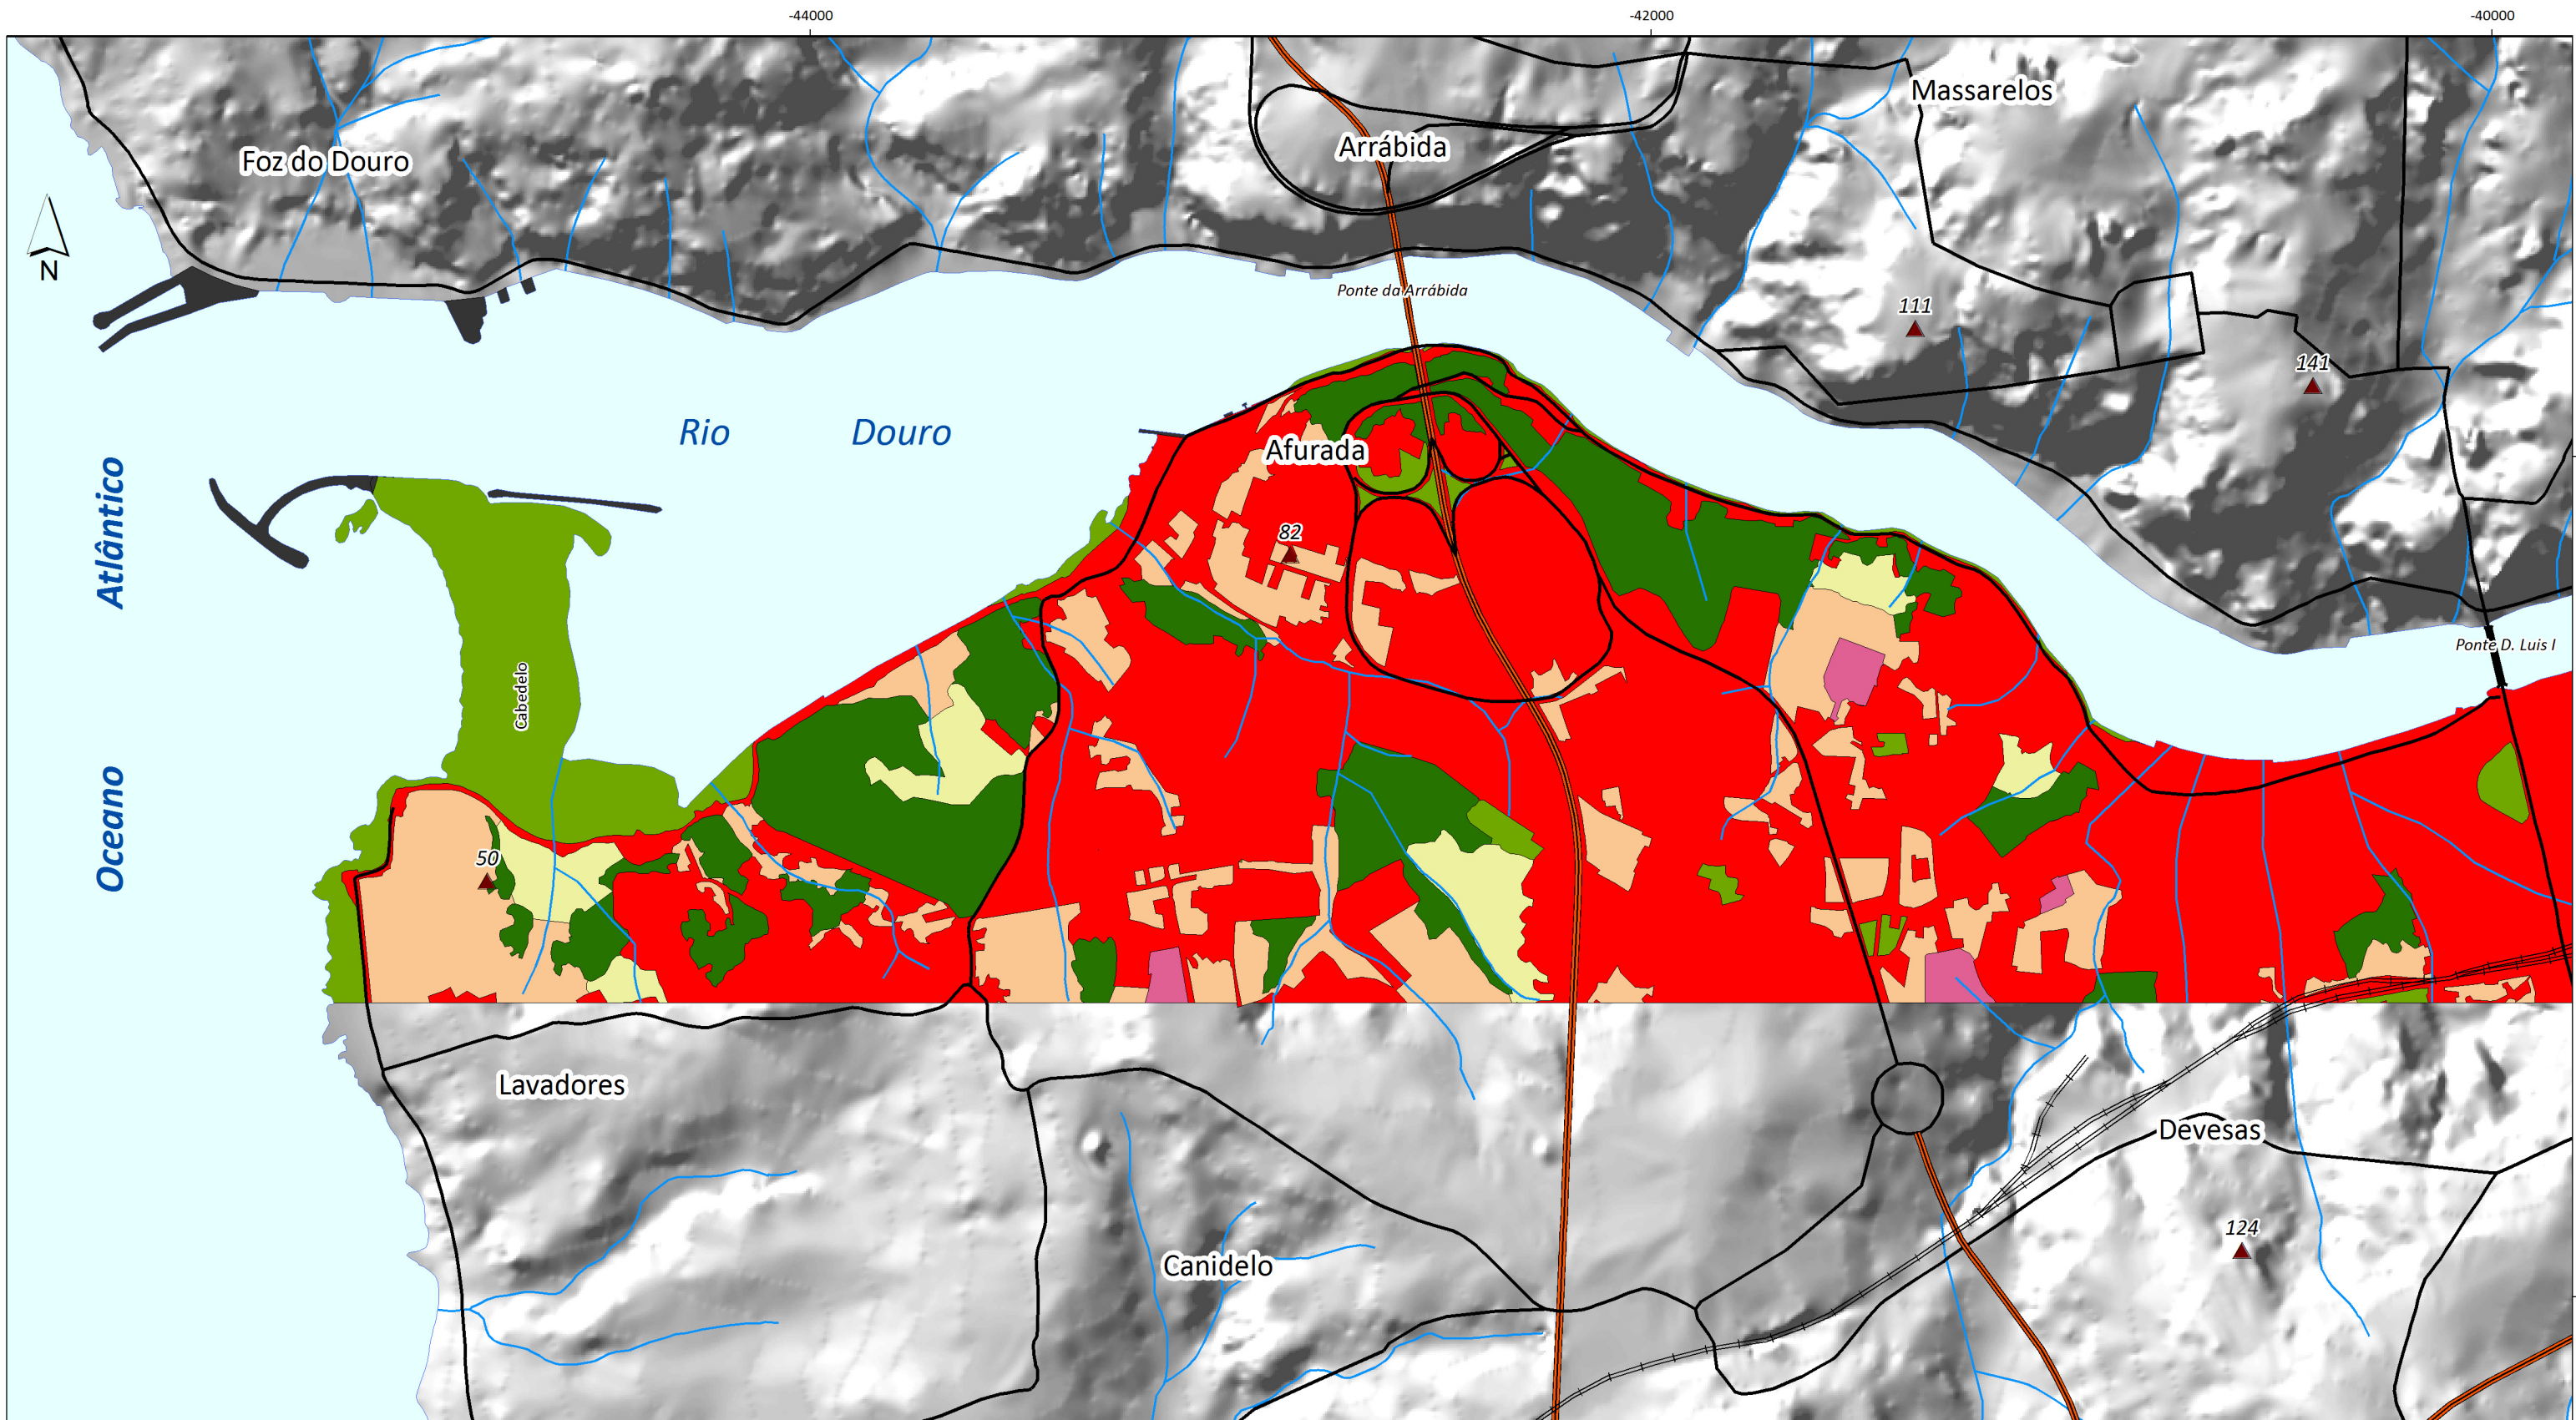 -44000
-42000
-40000
Massarelos
Arrábida
Foz do Douro
N
Ponte da Arrábida
111
141
Rio Douro
Afurada
82
Ponte D. Luis I
Cabedelo
Oceano Atlântico
50
Lavadores
Devesas
124
Canidelo